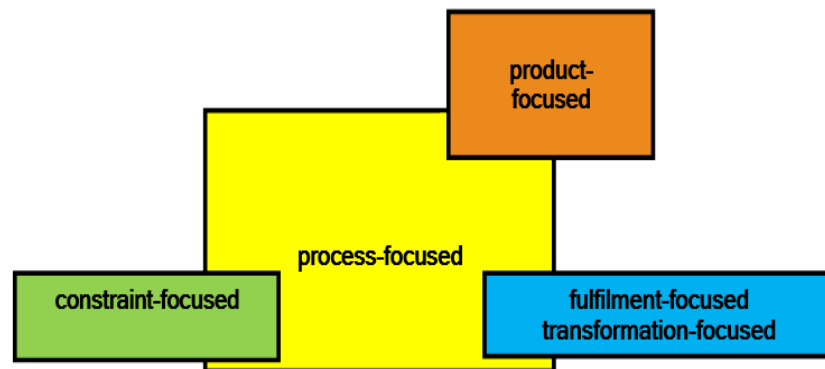 product-
focused
process-focused
constraint-focused
fulfilment-focused
transformation-focused